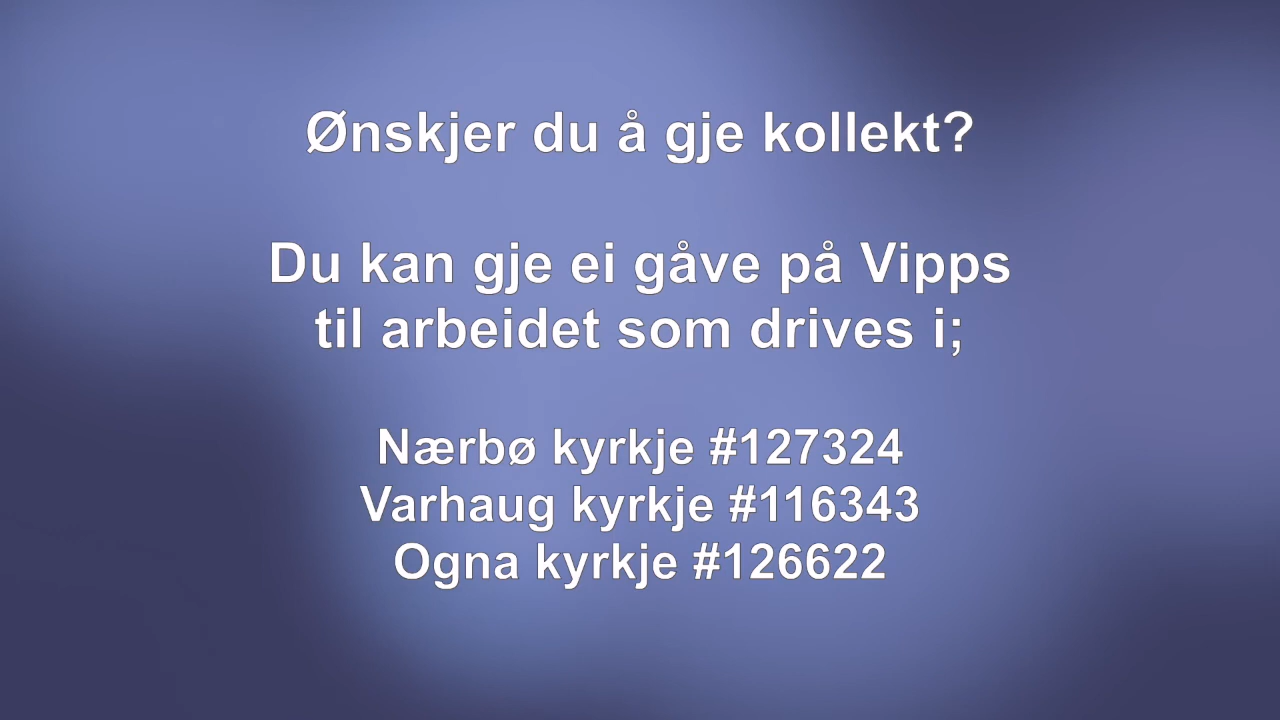 Ønskjer du å gje kollekt?
Du kan gje ei gåve på Vipps
til arbeidet som drives i;
Nærbø kyrkje #127324
Varhaug kyrkje #116343
Ogna kyrkje #126622